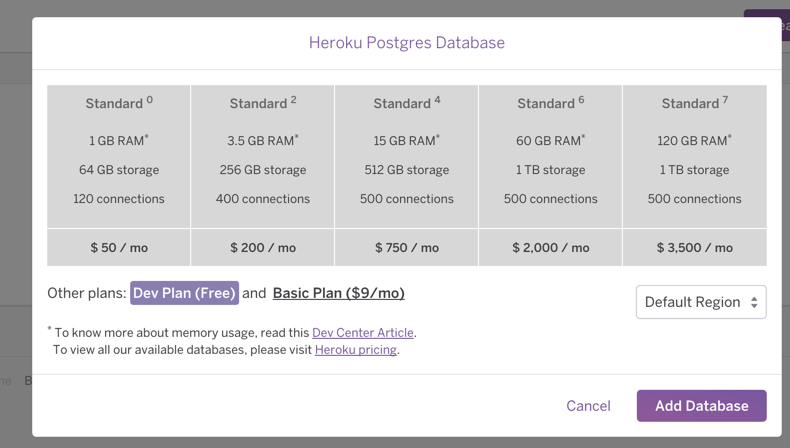 Heroku Postgres Database
Standard 0 Standard 2 Standard 4 Standard 6 Standard 7
1 GB RAM* 3.5 GB RAM* 15 GB RAM* 60 GB RAM* 120 GB RAM*
64 GB storage 256 GB storage 512 GB storage 1 TB storage 1 TB storage
120 connections 400 connections 500 connections 500 connections 500 connections
$ 50 / mo $ 200 / mo $ 750 / mo $ 2,000 / mo $ 3,500 / mo
Other plans: Dev Plan (Free) and Basic Plan ($9/mo)
Default Region
* To know more about memory usage, read this Dev Center Article.
To view all our available databases, please visit Heroku pricing.
Cancel Add Database